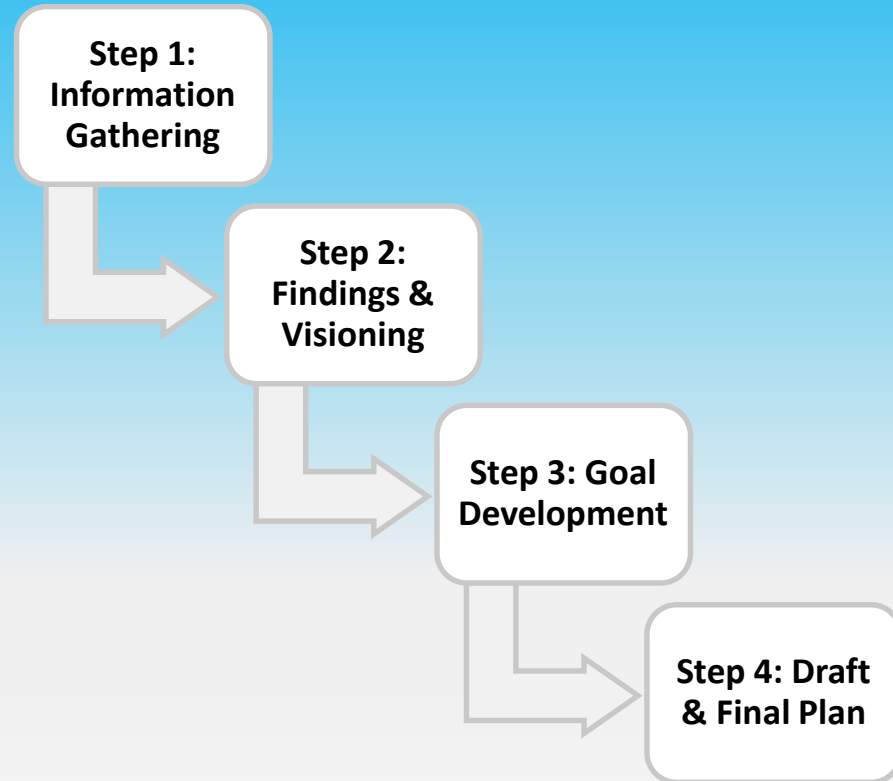 Step 1:
Information
Gathering
Step 2:
Findings &
Visioning
Step 3: Goal
Development
Step 4: Draft
& Final Plan